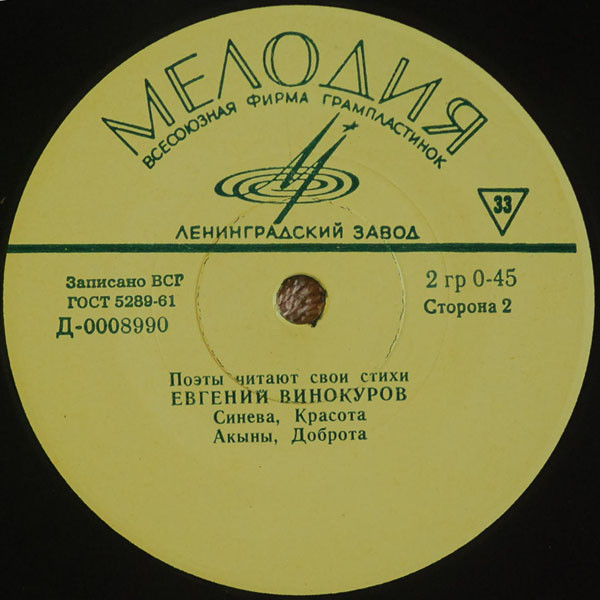 МЕЛОДИЯ
ВСЕСОЮЗНАЯ ФИРМА ГРАМПЛАСТИНОК
ЛЕНИНГРАДСКИЙ ЗАВОД
33
Записано ВСГ
ГОСТ 5289-61
Д-0008990
2 гр 0-45
Сторона 2
Поэты читают свои стихи
ЕВГЕНИЙ ВИНОКУРОВ
Синева, Красота
Акыны, Доброта